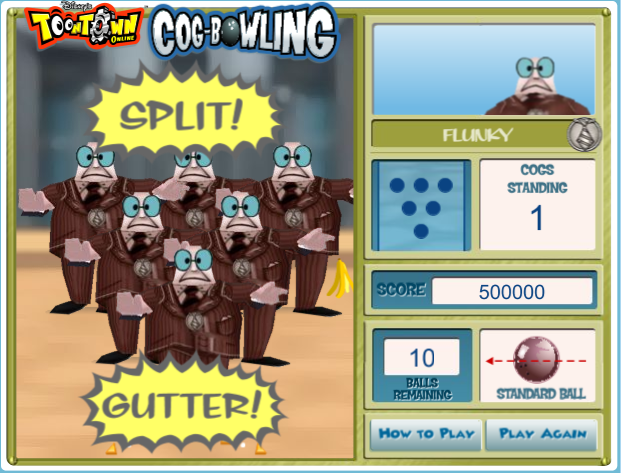 Disney's
TOONTOWN
ONLINE
COG-BOWLING
SPLIT!
GUTTER!
FLUNKY
COGS
STANDING
1
SCORE 500000
10
BALLS
REMAINING
STANDARD BALL
HOW TO PLAY PLAY AGAIN